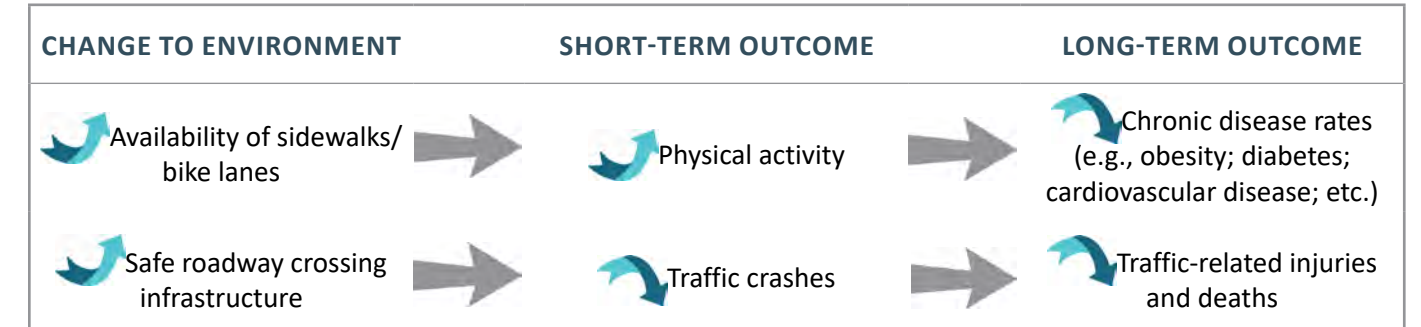 CHANGE TO ENVIRONMENT
SHORT-TERM OUTCOME
LONG-TERM OUTCOME
Availability of sidewalks/
bike lanes
Physical activity
Chronic disease rates
(e.g., obesity; diabetes;
cardiovascular disease; etc.)
Safe roadway crossing
infrastructure
Traffic crashes
Traffic-related injuries
and deaths